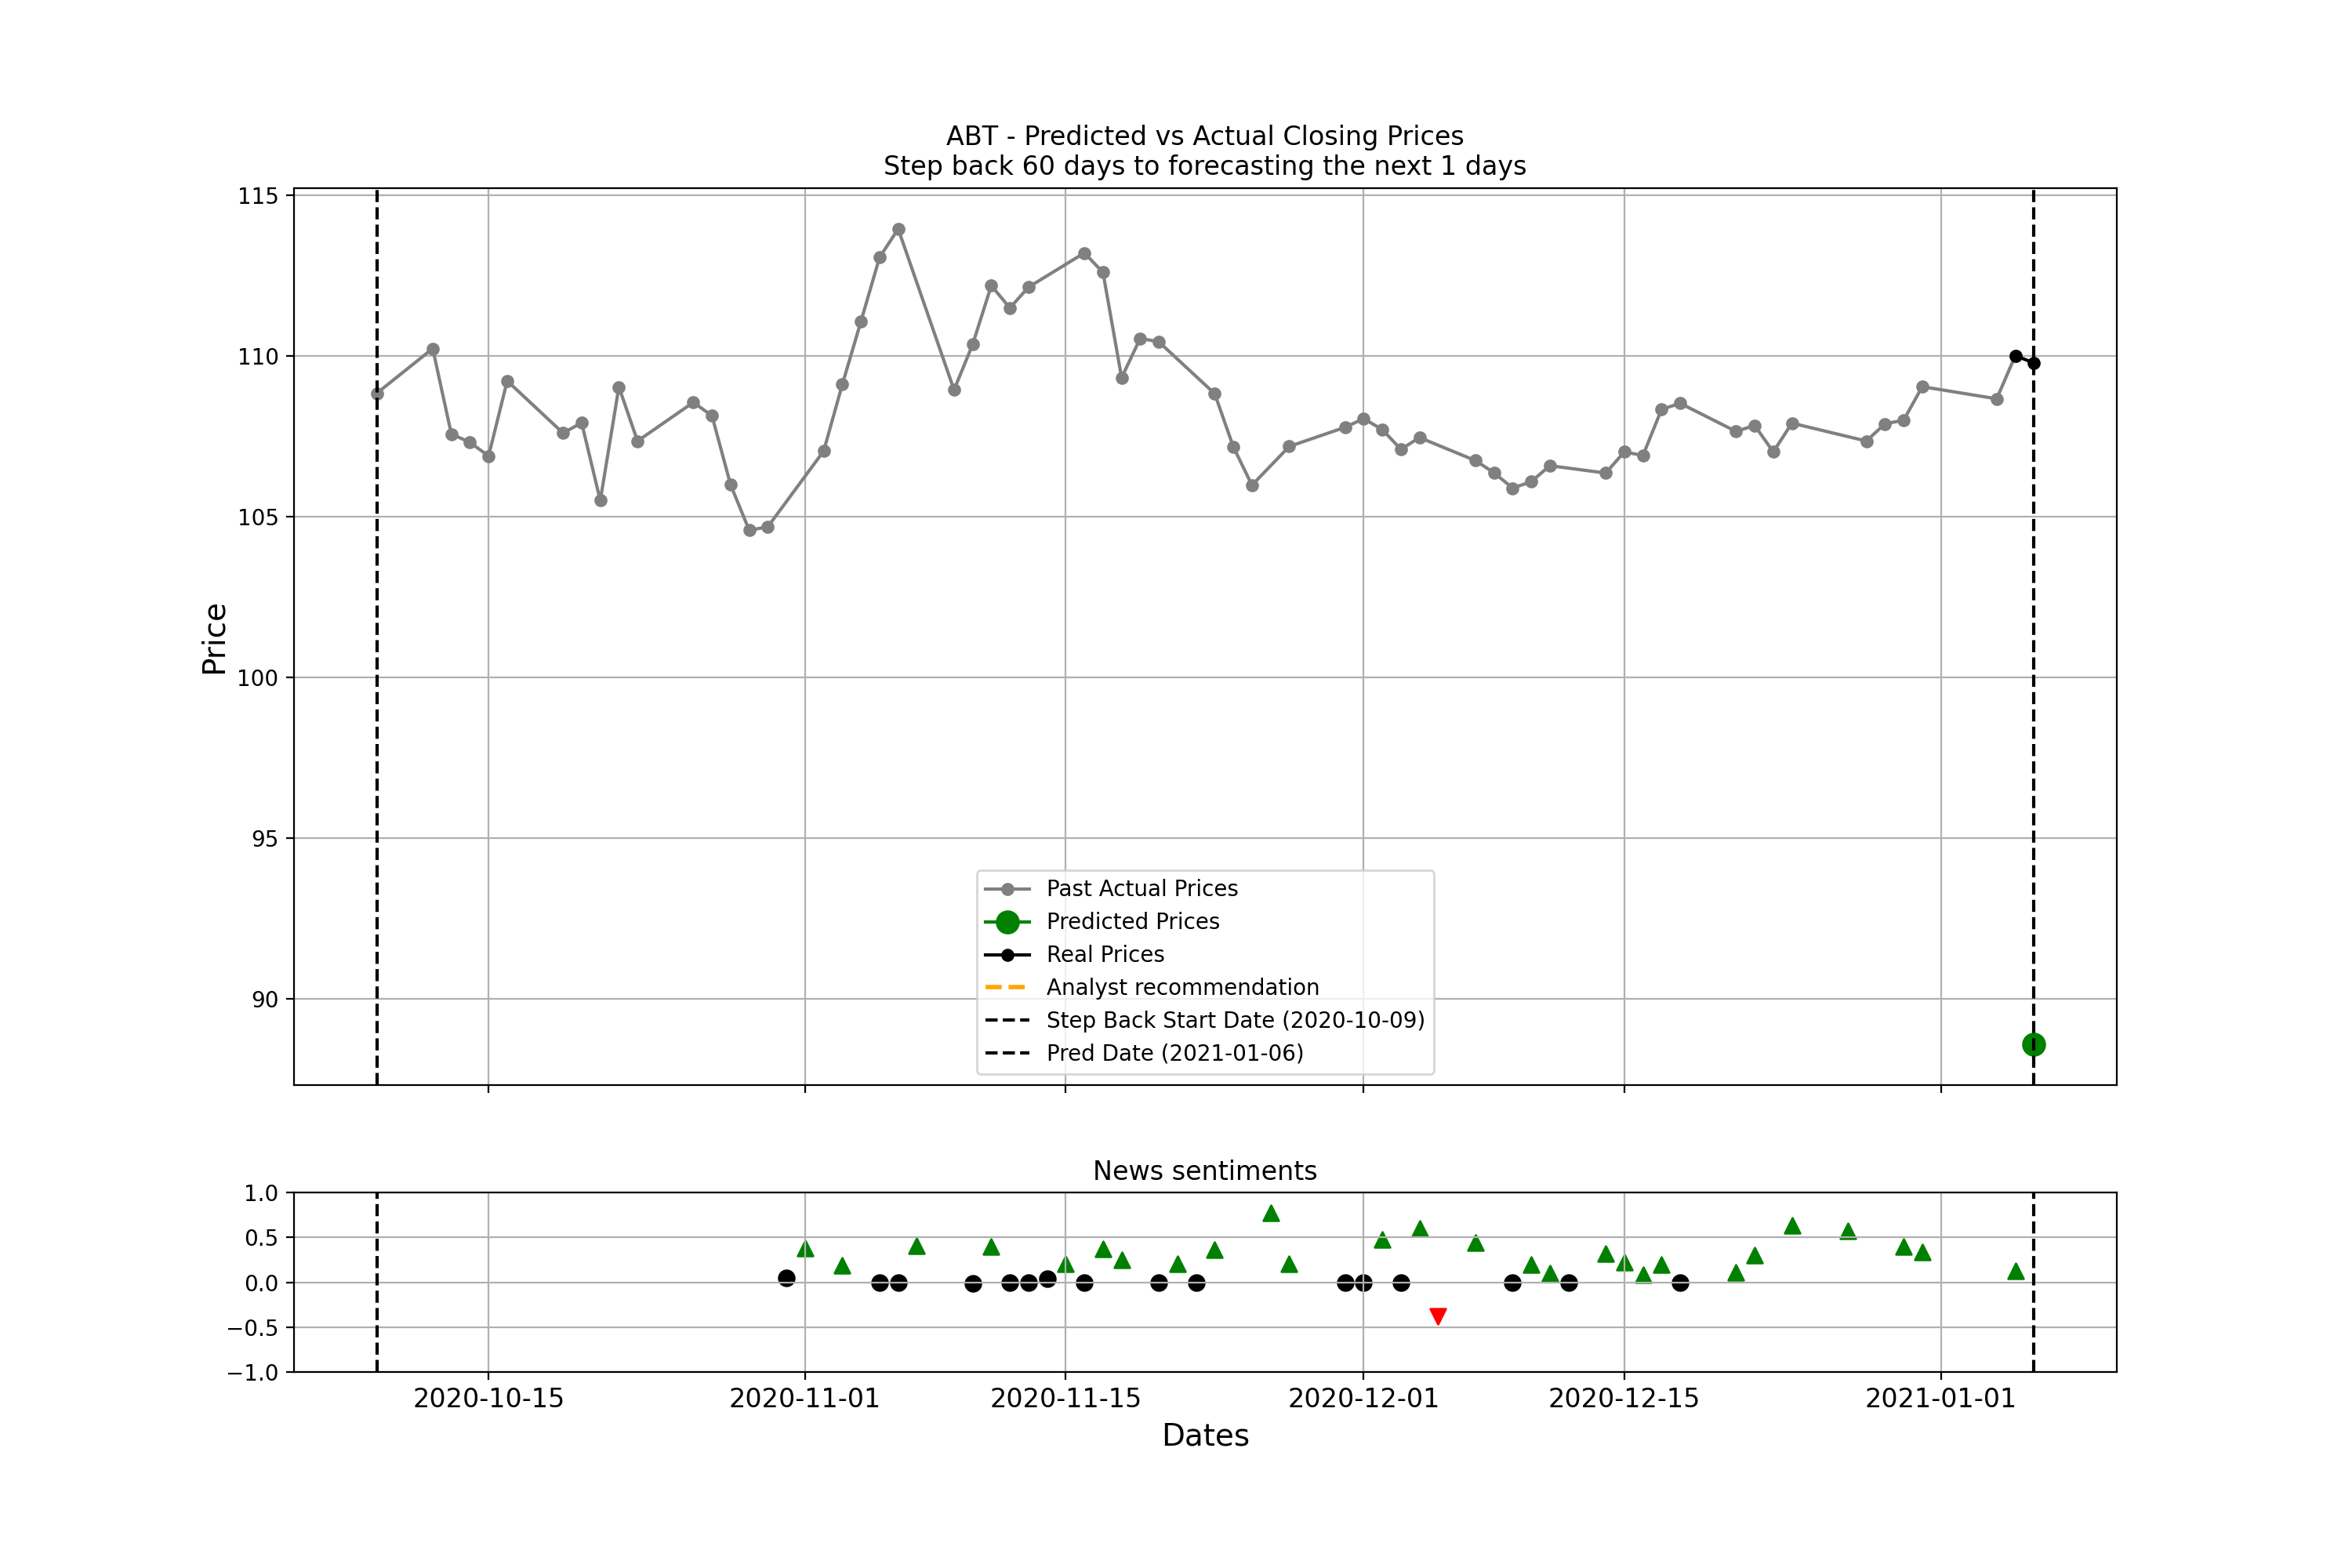 ABT - Predicted vs Actual Closing Prices
Step back 60 days to forecasting the next 1 days
115
110
105
100
95
90
Price
Past Actual Prices
Predicted Prices
Real Prices
Analyst recommendation
Step Back Start Date (2020-10-09)
Pred Date (2021-01-06)
News sentiments
1.0
0.5
0.0
−0.5
−1.0
2020-10-15
2020-11-01
2020-11-15
2020-12-01
2020-12-15
2021-01-01
Dates